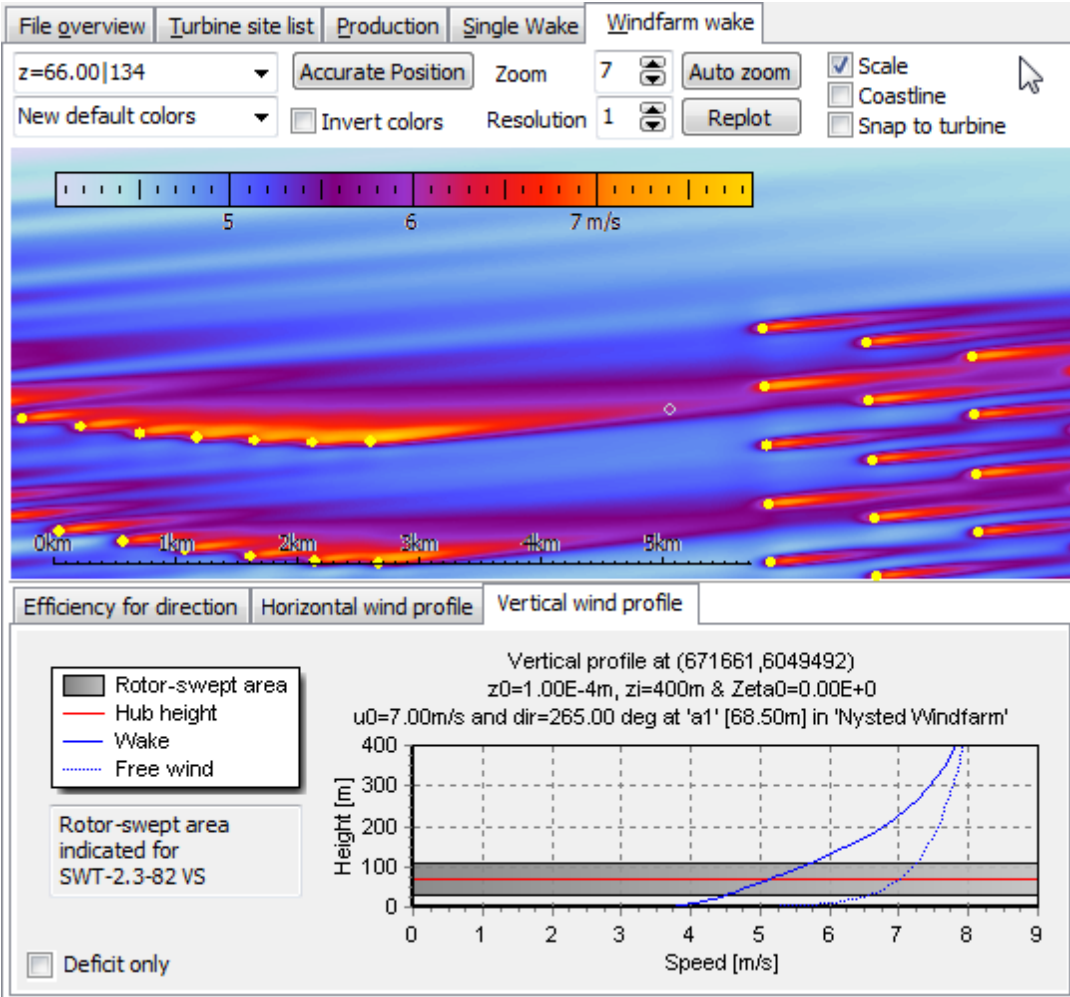 File overview Turbine site list Production Single Wake Windfarm wake
z=66.00|134 Accurate Position Zoom 7 Auto zoom Scale
Coastline
New default colors Invert colors Resolution 1 Replot Snap to turbine
5 6 7 m/s
0km 1km 2km 3km 4km 5km
Efficiency for direction Horizontal wind profile Vertical wind profile
Rotor-swept area
Hub height
Wake
Free wind
Rotor-swept area
indicated for
SWT-2.3-82 VS
Deficit only
Vertical profile at (671661,6049492)
z0=1.00E-4m, zi=400m & Zeta0=0.00E+0
u0=7.00m/s and dir=265.00 deg at 'a1' [68.50m] in 'Nysted Windfarm'
Height [m]
400
300
200
100
0
0 1 2 3 4 5 6 7 8 9
Speed [m/s]